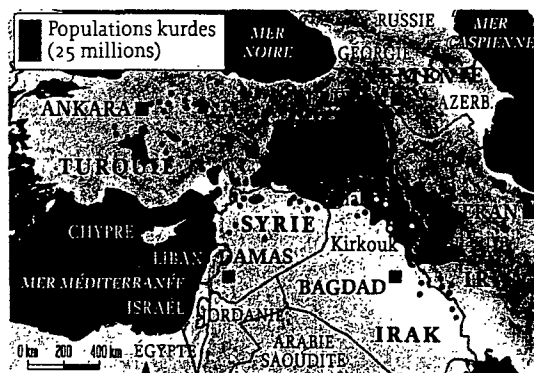 Populations kurdes
(25 millions)
RUSSIE
MER
NOIRE
MER
CASPIENNE
GÉORGIE
ARMÉNIE
AZERB.
ANKARA
TURQUIE
CHYPRE
SYRIE
Kirkouk
LIBAN
DAMAS
MER MÉDITERRANÉE
BAGDAD
ISRAËL
JORDANIE
IRAK
ARABIE
SAOUDITE
0 km 200 400 km
EGYPTE